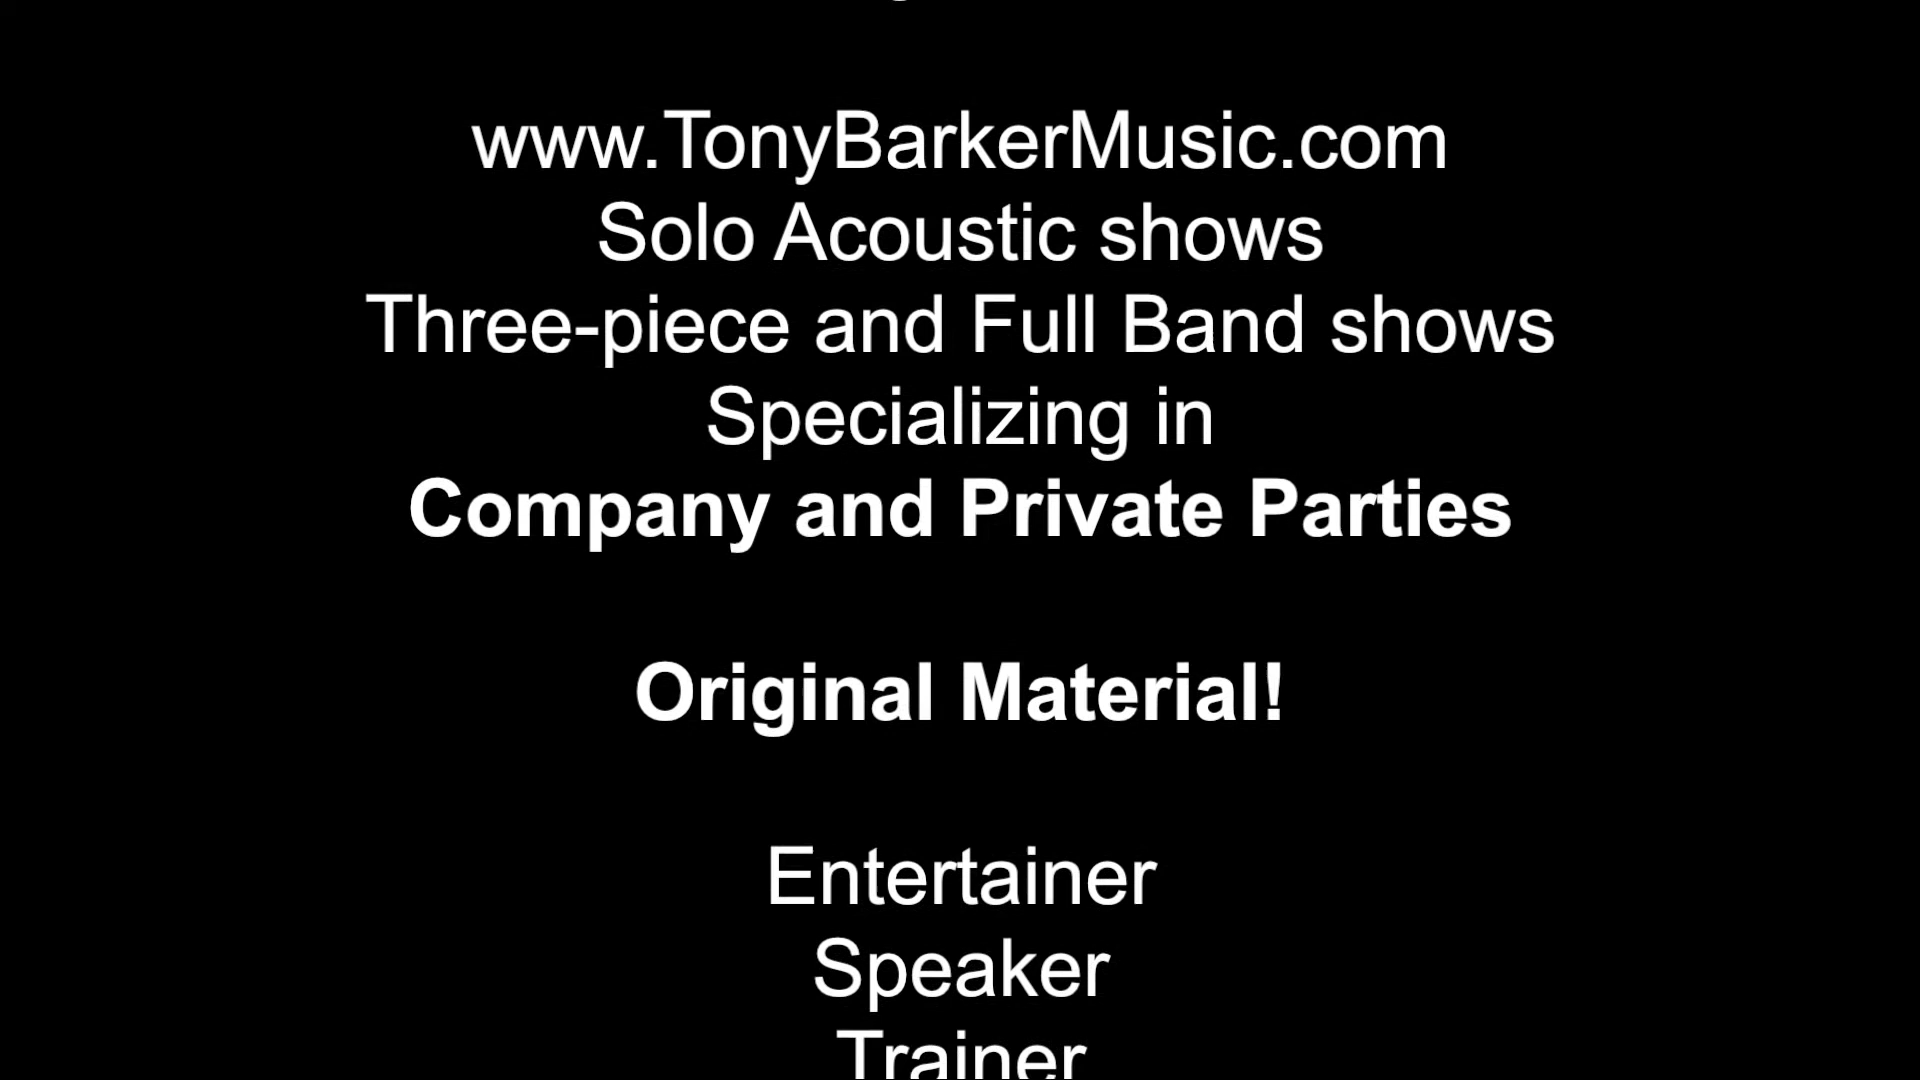 www.TonyBarkerMusic.com
Solo Acoustic shows
Three-piece and Full Band shows
Specializing in
Company and Private Parties
Original Material!
Entertainer
Speaker
Trainer